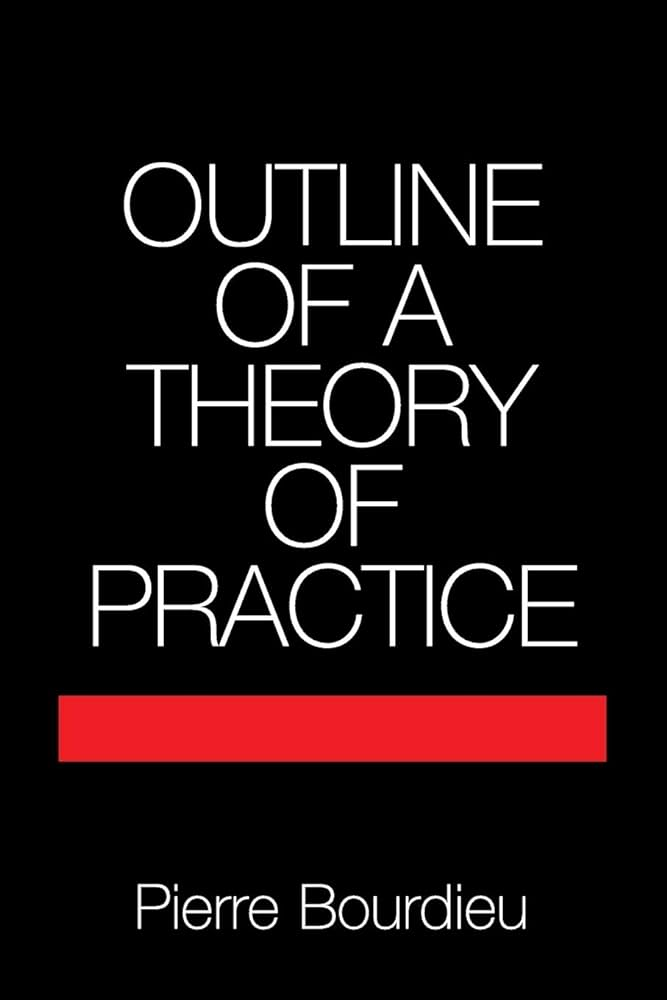 OUTLINE
OF A
THEORY
OF
PRACTICE
Pierre Bourdieu